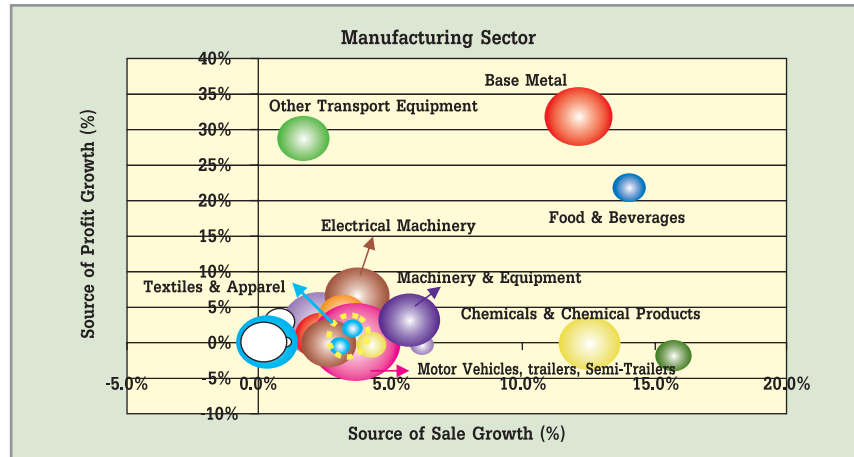 Manufacturing Sector
40%
35%
30%
25%
20%
15%
10%
5%
0%
-5%
-10%
Source of Profit Growth (%)
Base Metal
Other Transport Equipment
Food & Beverages
Electrical Machinery
Textiles & Apparel
Machinery & Equipment
Chemicals & Chemical Products
Motor Vehicles, trailers, Semi-Trailers
-5.0% 0.0% 5.0% 10.0% 15.0% 20.0%
Source of Sale Growth (%)